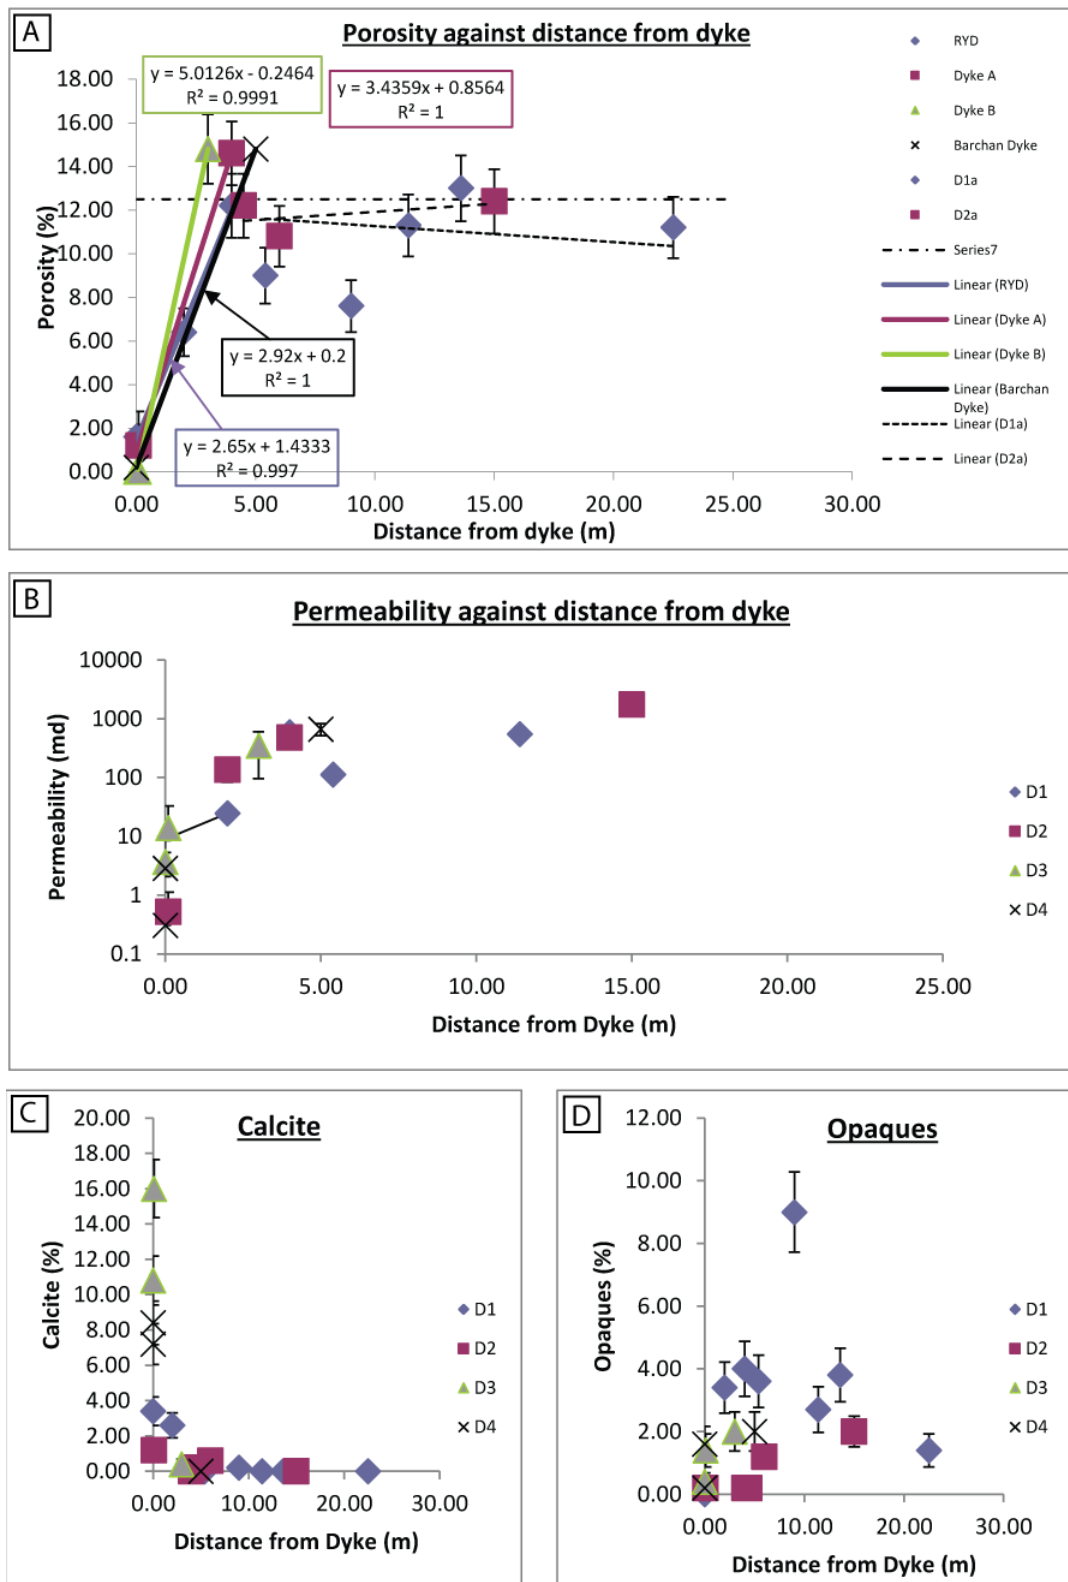 A
Porosity against distance from dyke
y = 5.0126x - 0.2464
R² = 0.9991
y = 3.4359x + 0.8564
R² = 1
y = 2.92x + 0.2
R² = 1
y = 2.65x + 1.4333
R² = 0.997
Porosity (%)
18.00
16.00
14.00
12.00
10.00
8.00
6.00
4.00
2.00
0.00
0.00 5.00 10.00 15.00 20.00 25.00 30.00
Distance from dyke (m)
RYD
Dyke A
Dyke B
Barchan Dyke
D1a
D2a
Series7
Linear (RYD)
Linear (Dyke A)
Linear (Dyke B)
Linear (Barchan
Dyke)
Linear (D1a)
Linear (D2a)
B
Permeability against distance from dyke
Permeability (md)
10000
1000
100
10
1
0.1
0.00 5.00 10.00 15.00 20.00 25.00
Distance from Dyke (m)
D1
D2
D3
D4
C
Calcite
Calcite (%)
20.00
18.00
16.00
14.00
12.00
10.00
8.00
6.00
4.00
2.00
0.00
0.00 10.00 20.00 30.00
Distance from Dyke (m)
D1
D2
D3
D4
D
Opaques
Opaques (%)
12.00
10.00
8.00
6.00
4.00
2.00
0.00
0.00 10.00 20.00 30.00
Distance from Dyke (m)
D1
D2
D3
D4